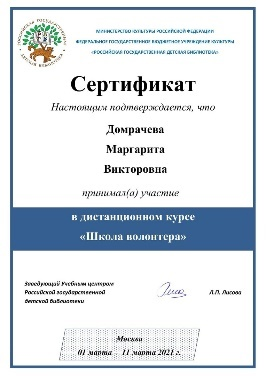 МИНИСТЕРСТВО КУЛЬТУРЫ РОССИЙСКОЙ ФЕДЕРАЦИИ
ФЕДЕРАЛЬНОЕ ГОСУДАРСТВЕННОЕ БЮДЖЕТНОЕ УЧРЕЖДЕНИЕ КУЛЬТУРЫ
«РОССИЙСКАЯ ГОСУДАРСТВЕННАЯ ДЕТСКАЯ БИБЛИОТЕКА»
Сертификат
Настоящим подтверждается, что
Домрачева
Маргарита
Викторовна
принимал(а) участие
в дистанционном курсе
«Школа волонтера»
Заведующий Учебным центром
Российской государственной
детской библиотеки
А.П. Лисова
Москва
01 марта – 11 марта 2021 г.